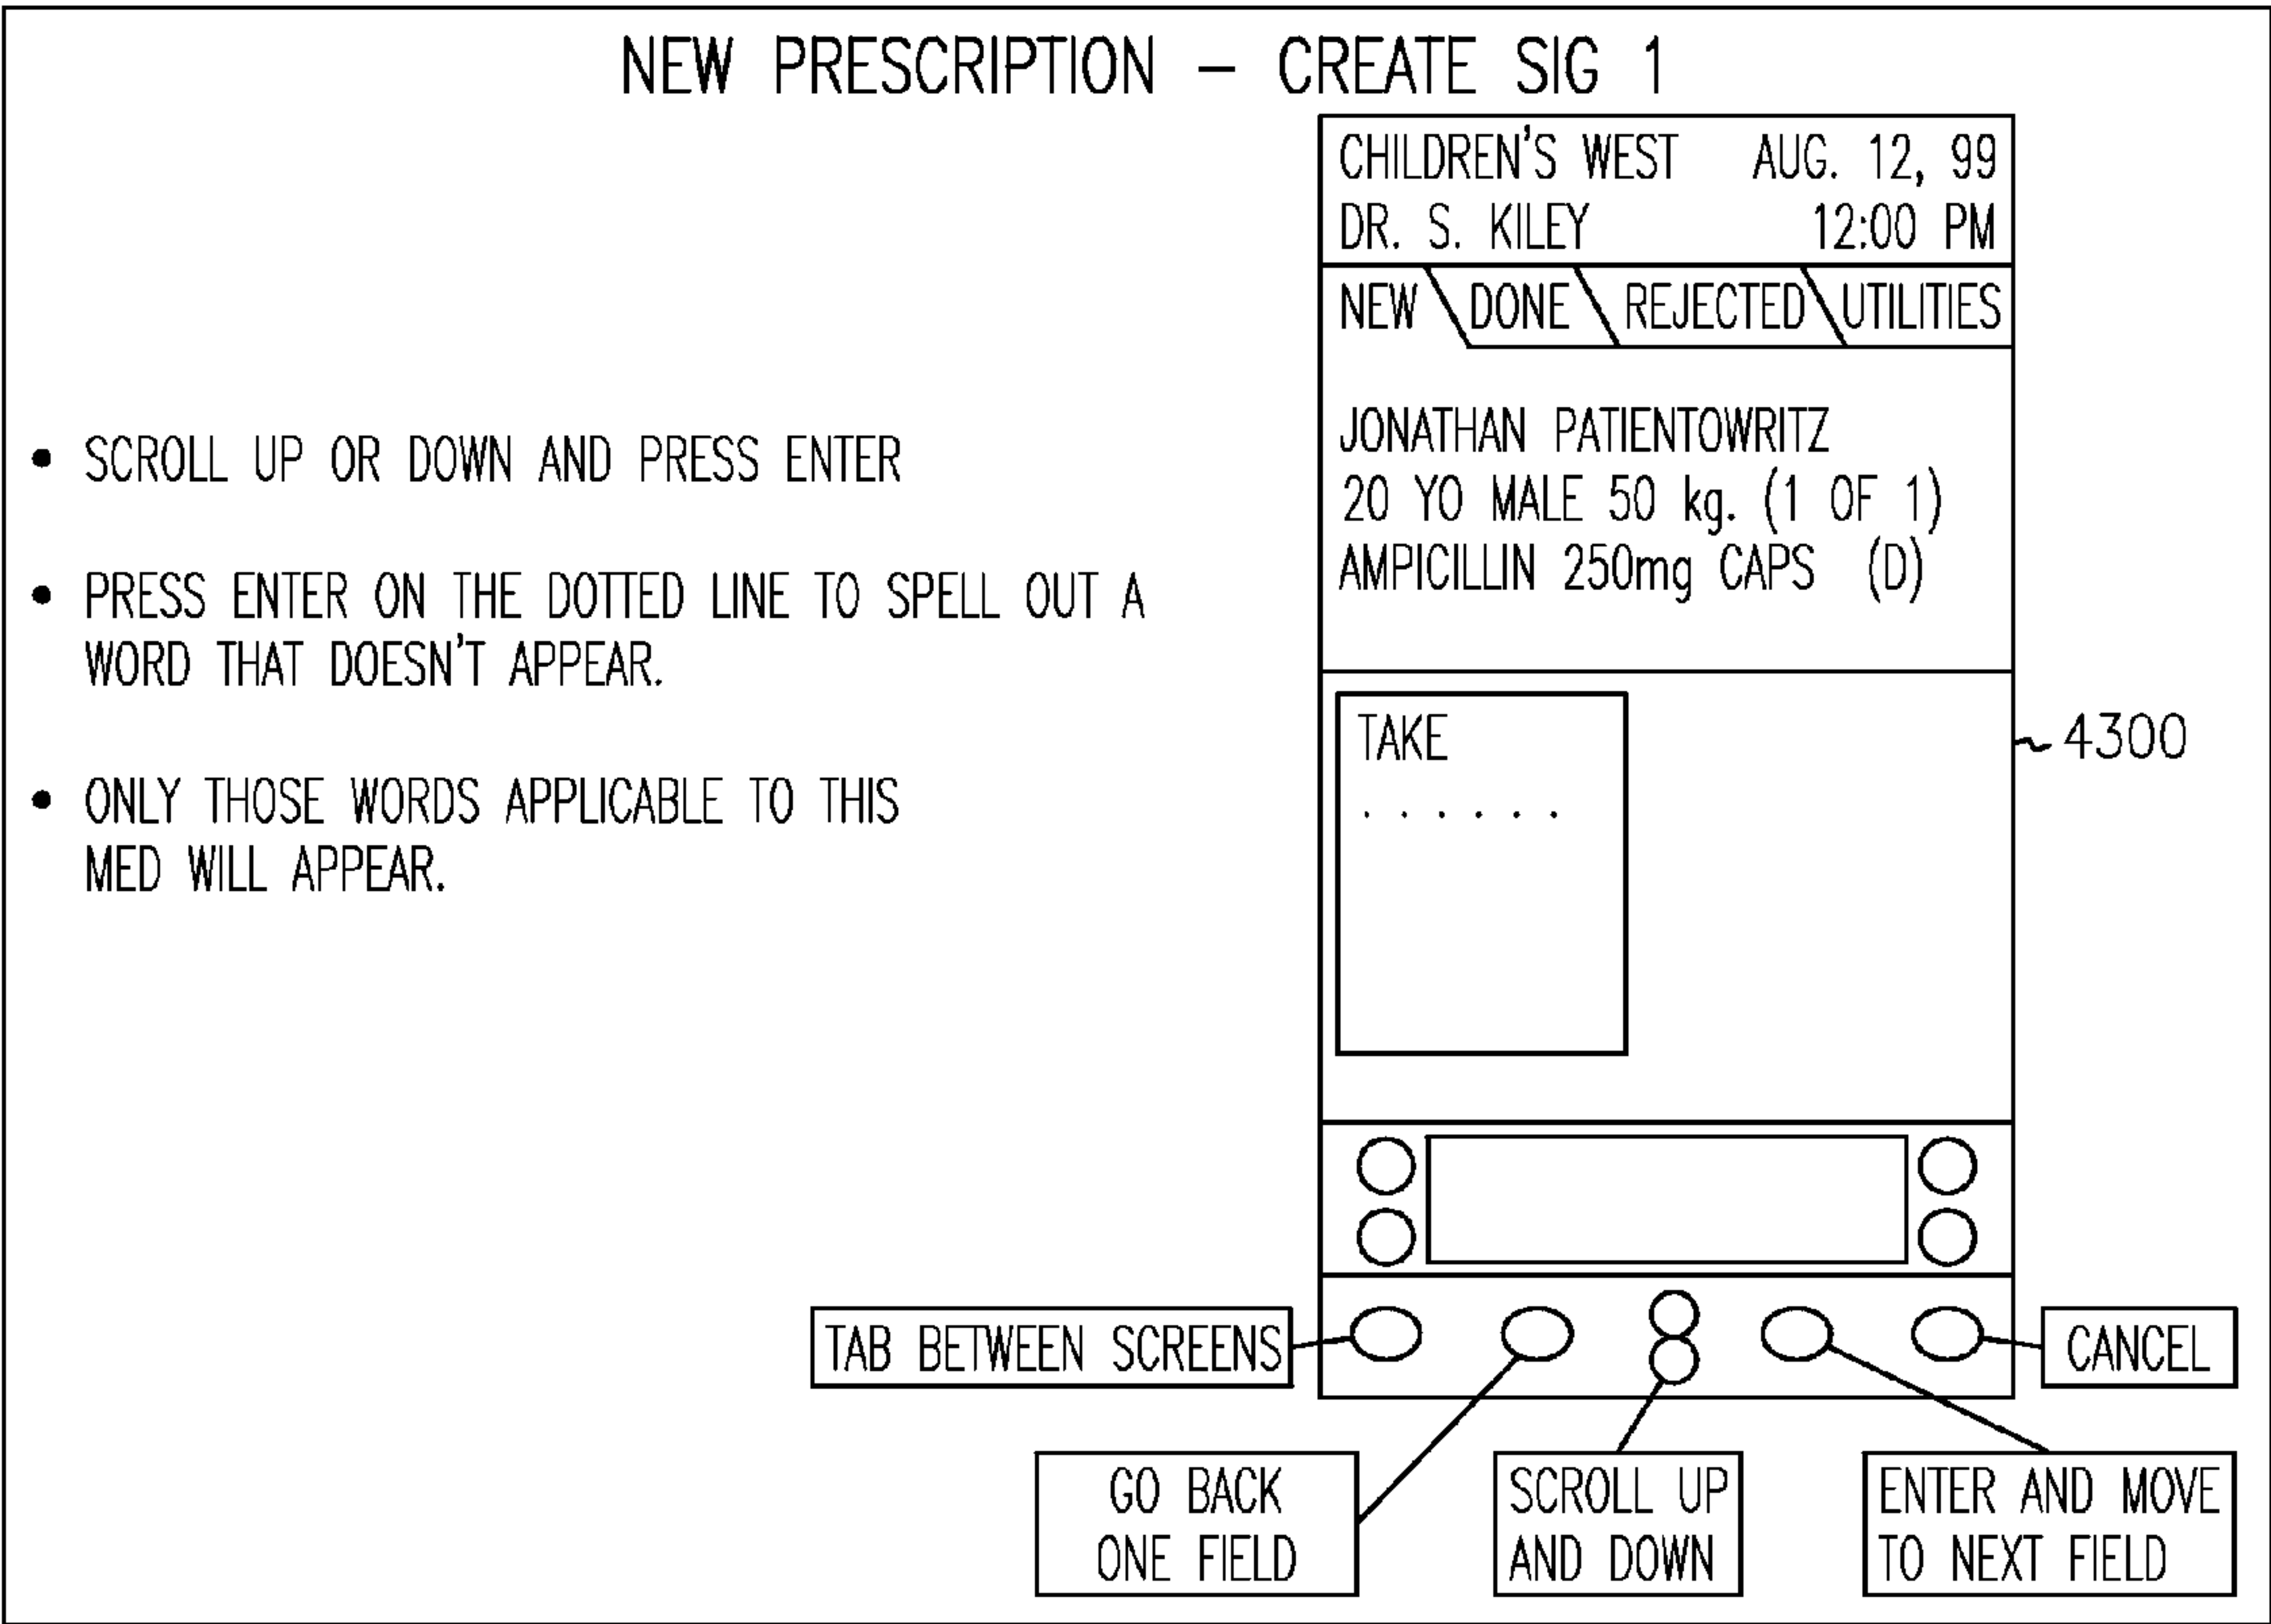 NEW PRESCRIPTION – CREATE SIG 1
• SCROLL UP OR DOWN AND PRESS ENTER
• PRESS ENTER ON THE DOTTED LINE TO SPELL OUT A
WORD THAT DOESN'T APPEAR.
• ONLY THOSE WORDS APPLICABLE TO THIS
MED WILL APPEAR.
CHILDREN'S WEST AUG. 12, 99
DR. S. KILEY 12:00 PM
NEW DONE REJECTED UTILITIES
JONATHAN PATIENTOWRITZ
20 YO MALE 50 kg. (1 OF 1)
AMPICILLIN 250mg CAPS (D)
TAKE
. . . . . .
4300
TAB BETWEEN SCREENS
CANCEL
GO BACK
ONE FIELD
SCROLL UP
AND DOWN
ENTER AND MOVE
TO NEXT FIELD